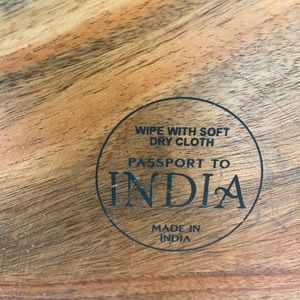 WIPE WITH SOFT
DRY CLOTH
PASSPORT TO
INDIA
MADE IN
INDIA